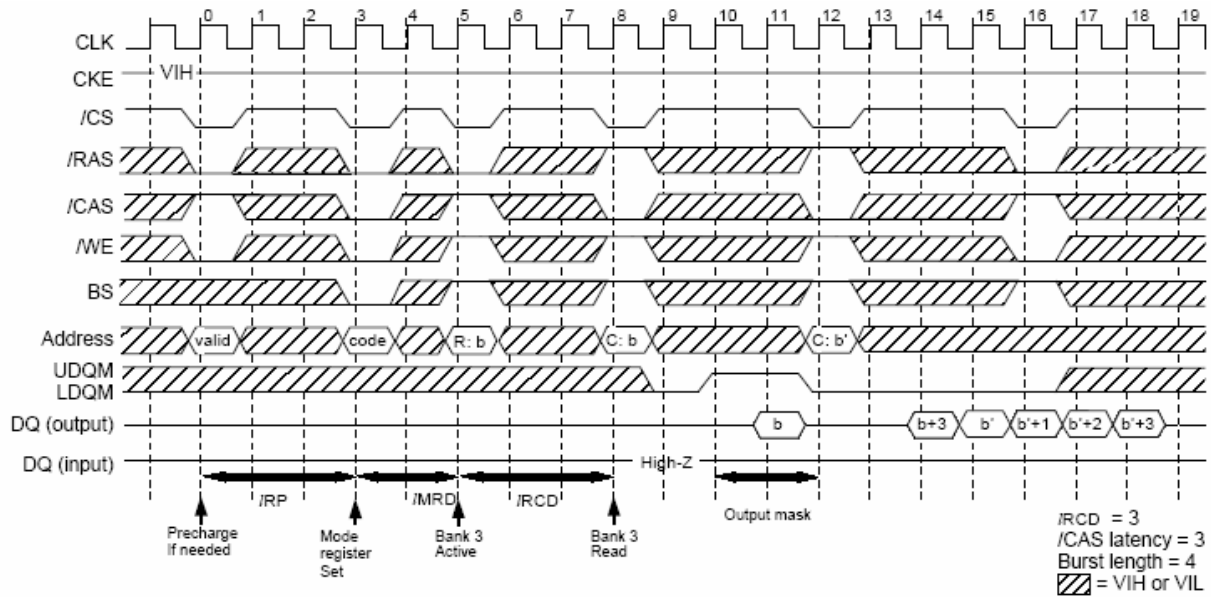 0 1 2 3 4 5 6 7 8 9 10 11 12 13 14 15 16 17 18 19
CLK
CKE VIH
/CS
/RAS
/CAS
/WE
BS
Address valid code R: b C: b C: b'
UDQM
LDQM
DQ (output) b b+3 b' b'+1 b'+2 b'+3
DQ (input) High-Z
/RP /MRD /RCD Output mask
Precharge
If needed
Mode
register
Set
Bank 3
Active
Bank 3
Read
/RCD = 3
/CAS latency = 3
Burst length = 4
= VIH or VIL